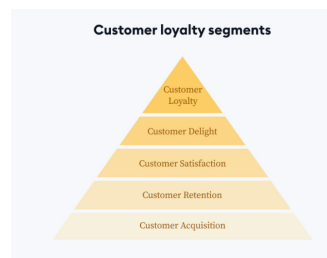 Customer loyalty segments
Customer
Loyalty
Customer Delight
Customer Satisfaction
Customer Retention
Customer Acquisition